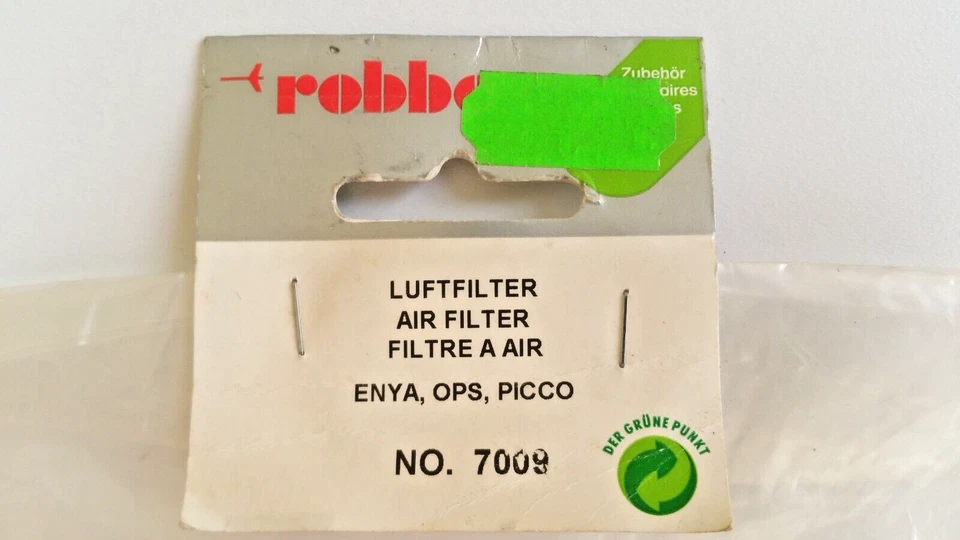 robbe
Zubehör
aires
s
LUFTFILTER
AIR FILTER
FILTRE A AIR
ENYA, OPS, PICCO
NO. 7009
DER GRÜNE PUNKT